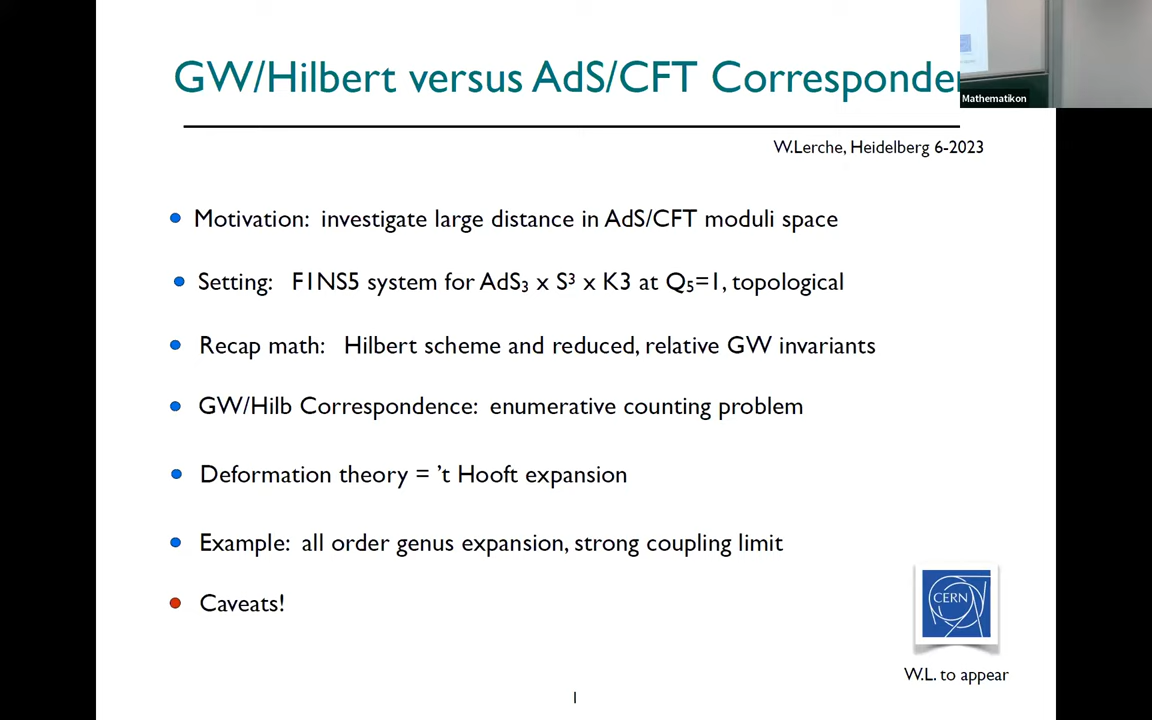 GW/Hilbert versus AdS/CFT Corresponde
Mathematikon
W.Lerche, Heidelberg 6-2023
• Motivation: investigate large distance in AdS/CFT moduli space
• Setting: F1NS5 system for AdS₃ x S³ x K3 at Q₅=1, topological
• Recap math: Hilbert scheme and reduced, relative GW invariants
• GW/Hilb Correspondence: enumerative counting problem
• Deformation theory = ’t Hooft expansion
• Example: all order genus expansion, strong coupling limit
• Caveats!
CERN
W.L. to appear
1